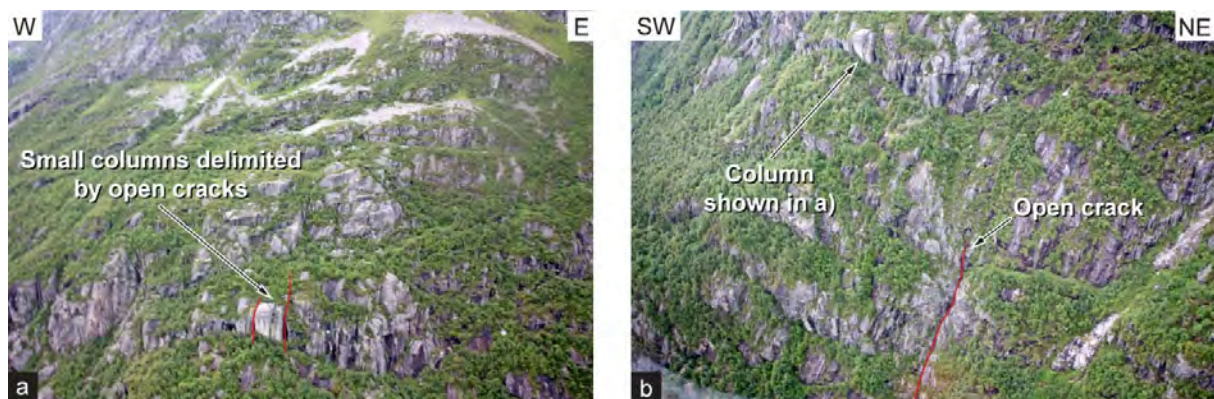 W
E
Small columns delimited
by open cracks
a
SW
NE
Column
shown in a)
Open crack
b